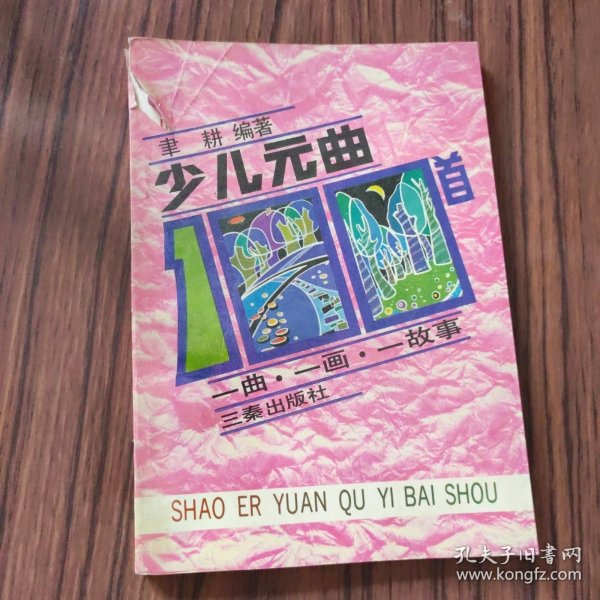 聿 耕 编著
少儿元曲
100首
一曲·一画·一故事
三秦出版社
SHAO ER YUAN QU YI BAI SHOU
孔夫子旧书网
www.kongfz.com